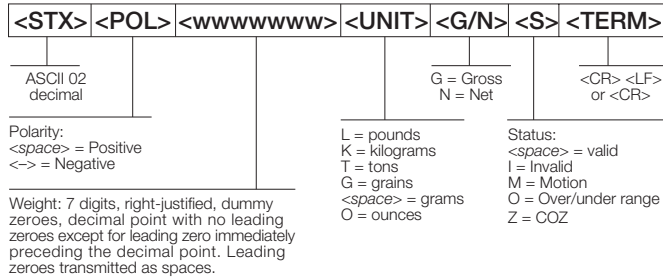 <STX> <POL> <wwwwwww> <UNIT> <G/N> <S> <TERM>
ASCII 02
decimal
G = Gross
N = Net
<CR> <LF>
or <CR>
Polarity:
<space> = Positive
<–> = Negative
L = pounds
K = kilograms
T = tons
G = grains
<space> = grams
O = ounces
Status:
<space> = valid
I = Invalid
M = Motion
O = Over/under range
Z = COZ
Weight: 7 digits, right-justified, dummy
zeroes, decimal point with no leading
zeroes except for leading zero immediately
preceding the decimal point. Leading
zeroes transmitted as spaces.